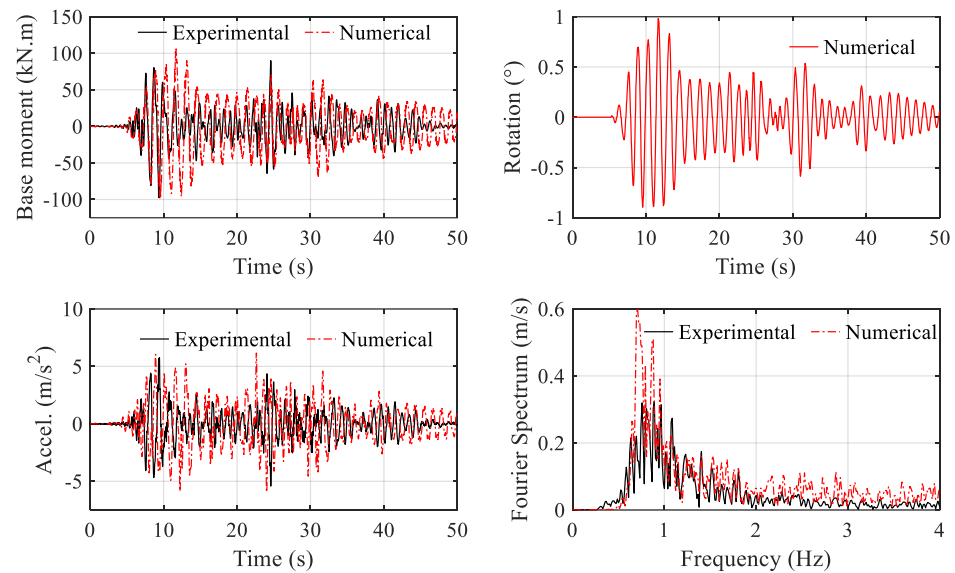 Base moment (kN.m)
150
100
50
0
-50
-100
Experimental
Numerical
0
10
20
30
40
50
Time (s)
Rotation (°)
1
0.5
0
-0.5
-1
Numerical
0
10
20
30
40
50
Time (s)
Accel. (m/s²)
10
5
0
-5
Experimental
Numerical
0
10
20
30
40
50
Time (s)
Fourier Spectrum (m/s)
0.6
0.4
0.2
0
Experimental
Numerical
0
1
2
3
4
Frequency (Hz)